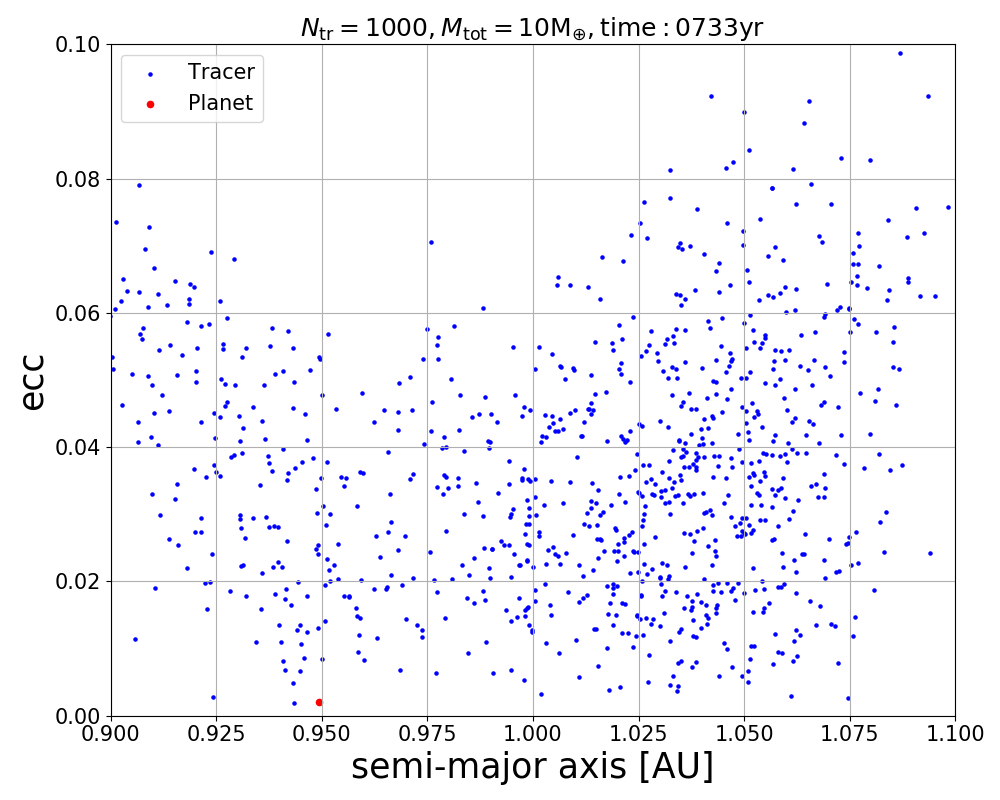 N_tr = 1000, M_tot = 10M_⊕, time : 0733yr
Tracer
Planet
0.10
0.08
0.06
0.04
0.02
0.00
ecc
0.900 0.925 0.950 0.975 1.000 1.025 1.050 1.075 1.100
semi-major axis [AU]